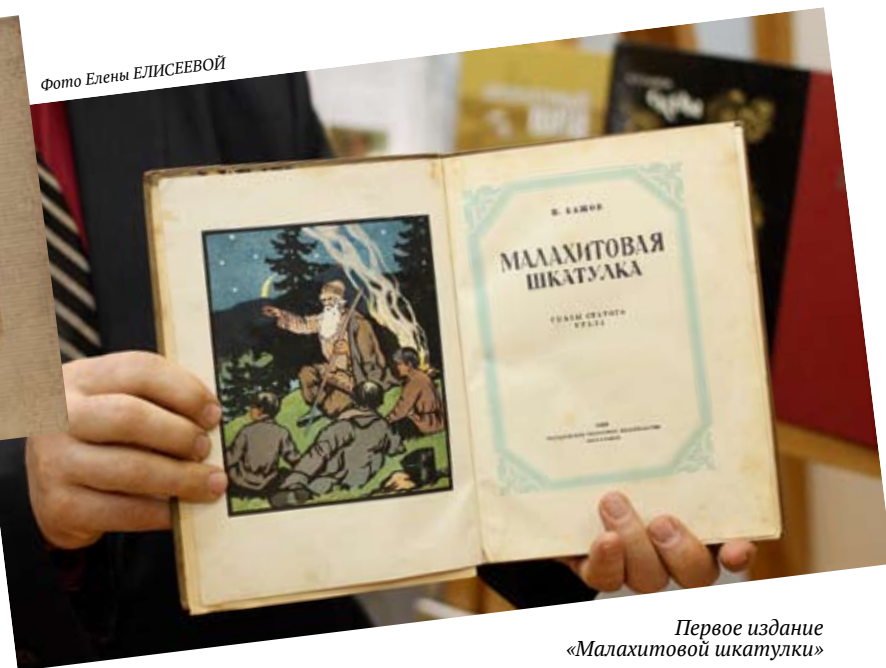 Фото Елены ЕЛИСЕЕВОЙ
П. БАЖОВ
МАЛАХИТОВАЯ
ШКАТУЛКА
СКАЗЫ СТАРОГО
УРАЛА
Первое издание
«Малахитовой шкатулки»